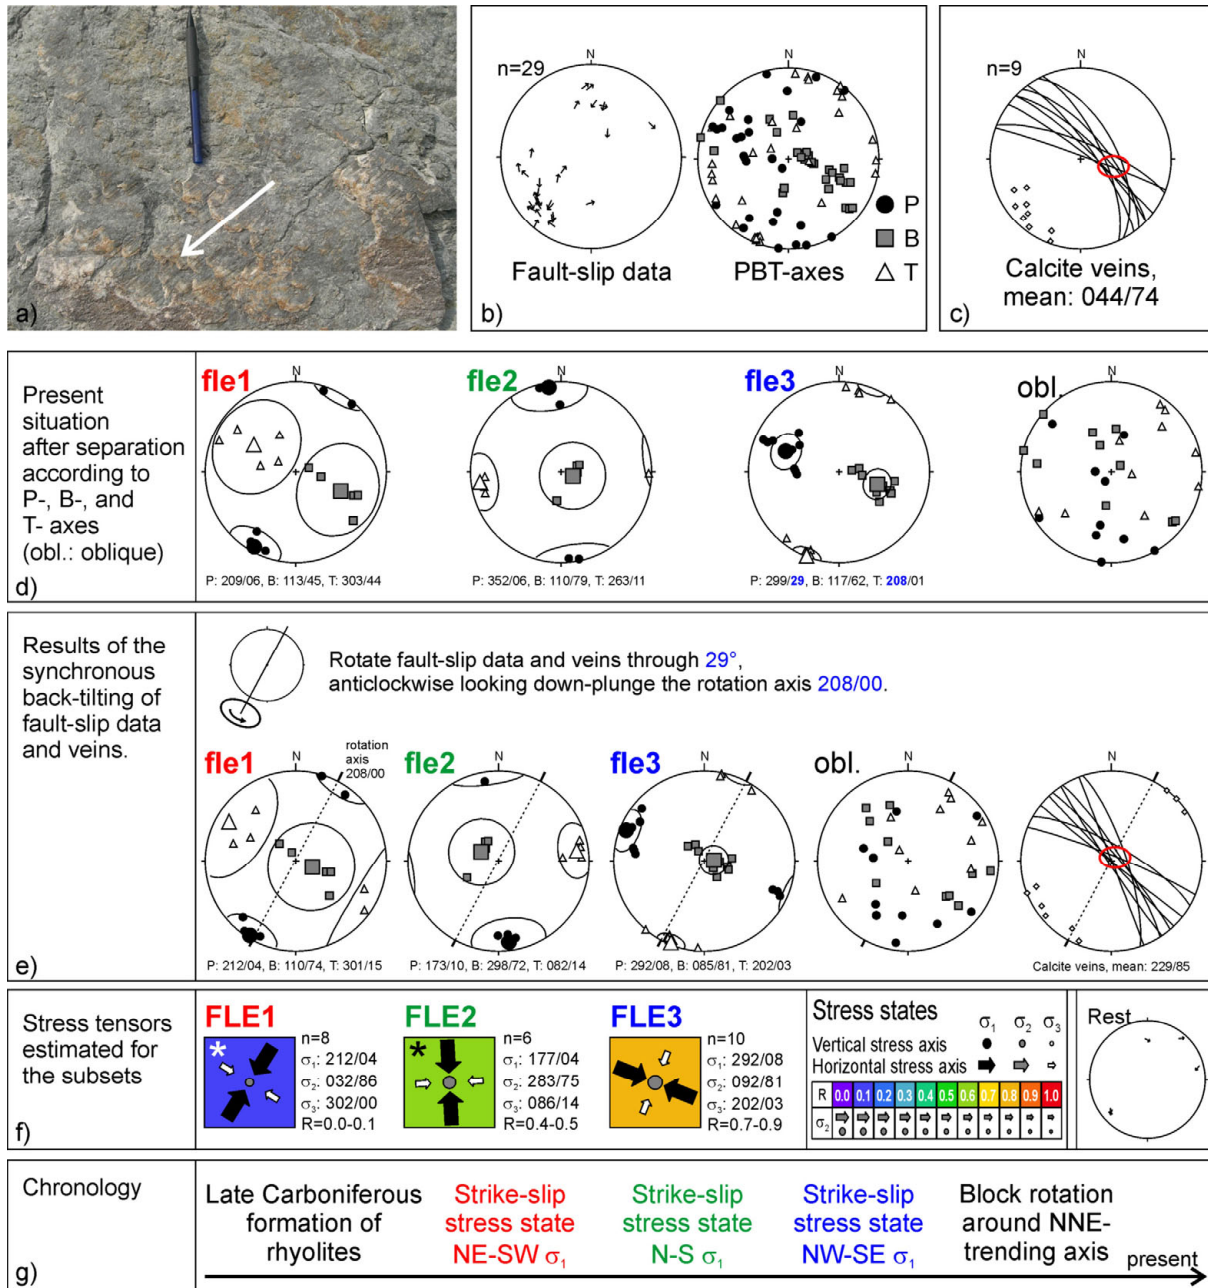 a)
n=29
N
N
Fault-slip data
PBT-axes
P
B
T
b)
n=9
N
Calcite veins,
mean: 044/74
c)
Present
situation
after separation
according to
P-, B-, and
T- axes
(obl.: oblique)
d)
fle1
N
P: 209/06, B: 113/45, T: 303/44
fle2
N
P: 352/06, B: 110/79, T: 263/11
fle3
N
P: 299/29, B: 117/62, T: 208/01
obl.
N
Results of the
synchronous
back-tilting of
fault-slip data
and veins.
e)
Rotate fault-slip data and veins through 29°,
anticlockwise looking down-plunge the rotation axis 208/00.
fle1
N
rotation
axis
208/00
P: 212/04, B: 110/74, T: 301/15
fle2
N
P: 173/10, B: 298/72, T: 082/14
fle3
N
P: 292/08, B: 085/81, T: 202/03
obl.
N
N
Calcite veins, mean: 229/85
Stress tensors
estimated for
the subsets
f)
FLE1
*
n=8
σ1: 212/04
σ2: 032/86
σ3: 302/00
R=0.0-0.1
FLE2
*
n=6
σ1: 177/04
σ2: 283/75
σ3: 086/14
R=0.4-0.5
FLE3
n=10
σ1: 292/08
σ2: 092/81
σ3: 202/03
R=0.7-0.9
Stress states
σ1 σ2 σ3
Vertical stress axis
Horizontal stress axis
R 0.0 0.1 0.2 0.3 0.4 0.5 0.6 0.7 0.8 0.9 1.0
σ2
Rest
N
Chronology
g)
Late Carboniferous
formation of
rhyolites
Strike-slip
stress state
NE-SW σ1
Strike-slip
stress state
N-S σ1
Strike-slip
stress state
NW-SE σ1
Block rotation
around NNE-
trending axis
present